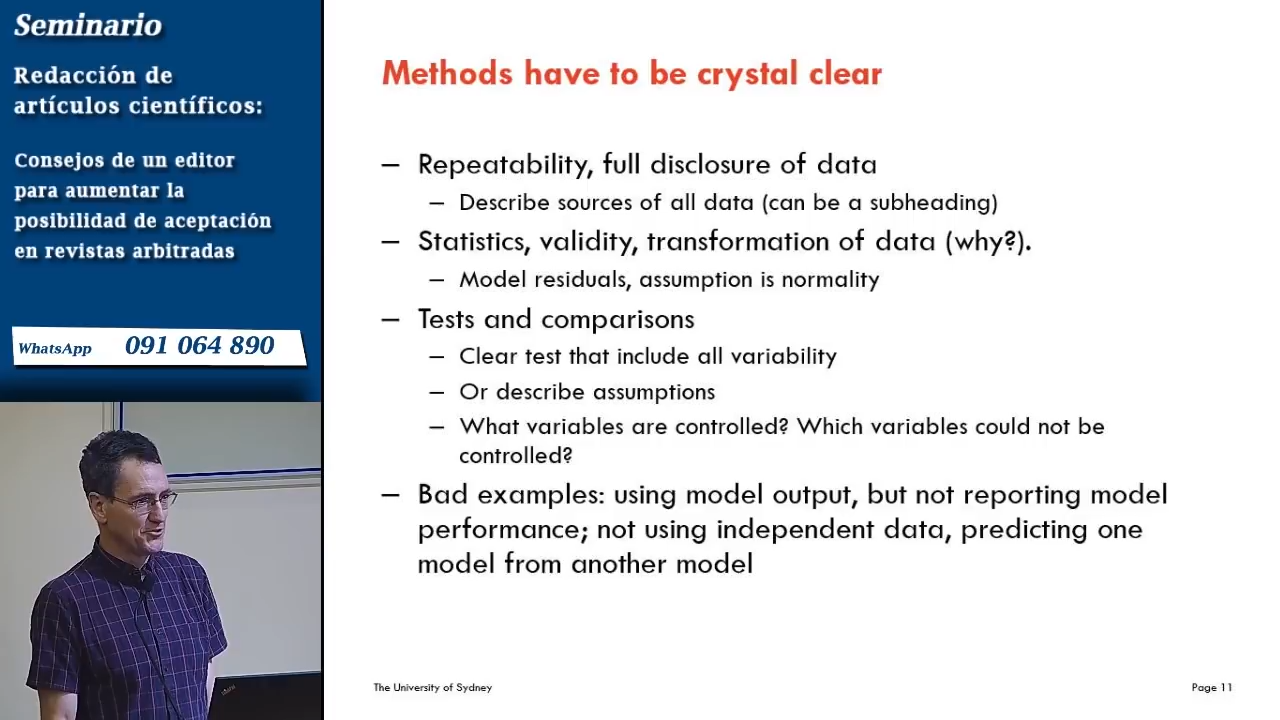 Seminario
Redacción de
artículos científicos:
Consejos de un editor
para aumentar la
posibilidad de aceptación
en revistas arbitradas
WhatsApp 091 064 890
Methods have to be crystal clear
– Repeatability, full disclosure of data
– Describe sources of all data (can be a subheading)
– Statistics, validity, transformation of data (why?).
– Model residuals, assumption is normality
– Tests and comparisons
– Clear test that include all variability
– Or describe assumptions
– What variables are controlled? Which variables could not be
controlled?
– Bad examples: using model output, but not reporting model
performance; not using independent data, predicting one
model from another model
The University of Sydney
Page 11